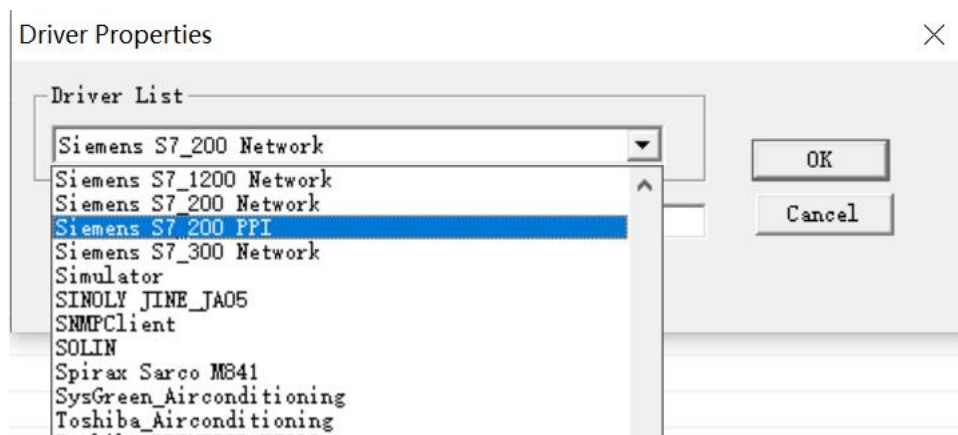 Driver Properties
Driver List
Siemens S7_200 Network
OK
Cancel
Siemens S7_1200 Network
Siemens S7_200 Network
Siemens S7_200 PPI
Siemens S7_300 Network
Simulator
SINOLY JINE_JA05
SNMPClient
SOLIN
Spirax Sarco M841
SysGreen_Airconditioning
Toshiba_Airconditioning